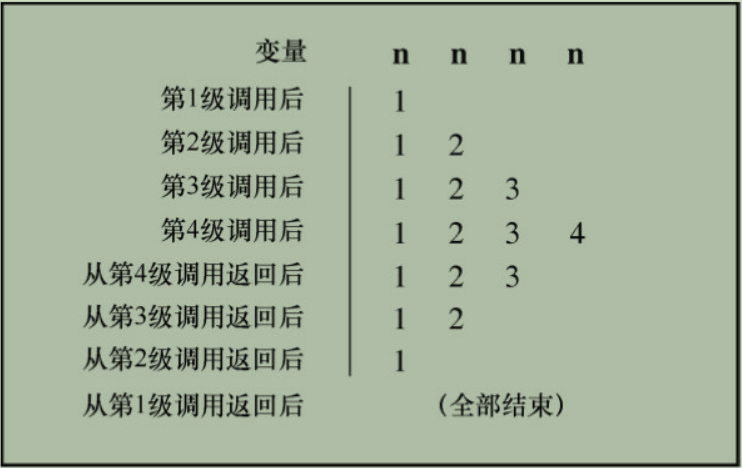 变量 n n n n
第1级调用后 1
第2级调用后 1 2
第3级调用后 1 2 3
第4级调用后 1 2 3 4
从第4级调用返回后 1 2 3
从第3级调用返回后 1 2
从第2级调用返回后 1
从第1级调用返回后 （全部结束）